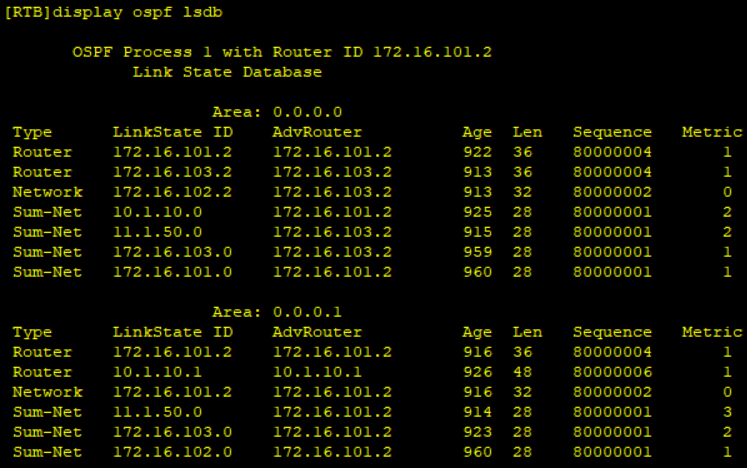 [RTB]display ospf lsdb
OSPF Process 1 with Router ID 172.16.101.2
Link State Database
Area: 0.0.0.0
Type LinkState ID AdvRouter Age Len Sequence Metric
Router 172.16.101.2 172.16.101.2 922 36 80000004 1
Router 172.16.103.2 172.16.103.2 913 36 80000004 1
Network 172.16.102.2 172.16.103.2 913 32 80000002 0
Sum-Net 10.1.10.0 172.16.101.2 925 28 80000001 2
Sum-Net 11.1.50.0 172.16.103.2 915 28 80000001 2
Sum-Net 172.16.103.0 172.16.103.2 959 28 80000001 1
Sum-Net 172.16.101.0 172.16.101.2 960 28 80000001 1
Area: 0.0.0.1
Type LinkState ID AdvRouter Age Len Sequence Metric
Router 172.16.101.2 172.16.101.2 916 36 80000004 1
Router 10.1.10.1 10.1.10.1 926 48 80000006 1
Network 172.16.101.2 172.16.101.2 916 32 80000002 0
Sum-Net 11.1.50.0 172.16.101.2 914 28 80000001 3
Sum-Net 172.16.103.0 172.16.101.2 923 28 80000001 2
Sum-Net 172.16.102.0 172.16.101.2 960 28 80000001 1